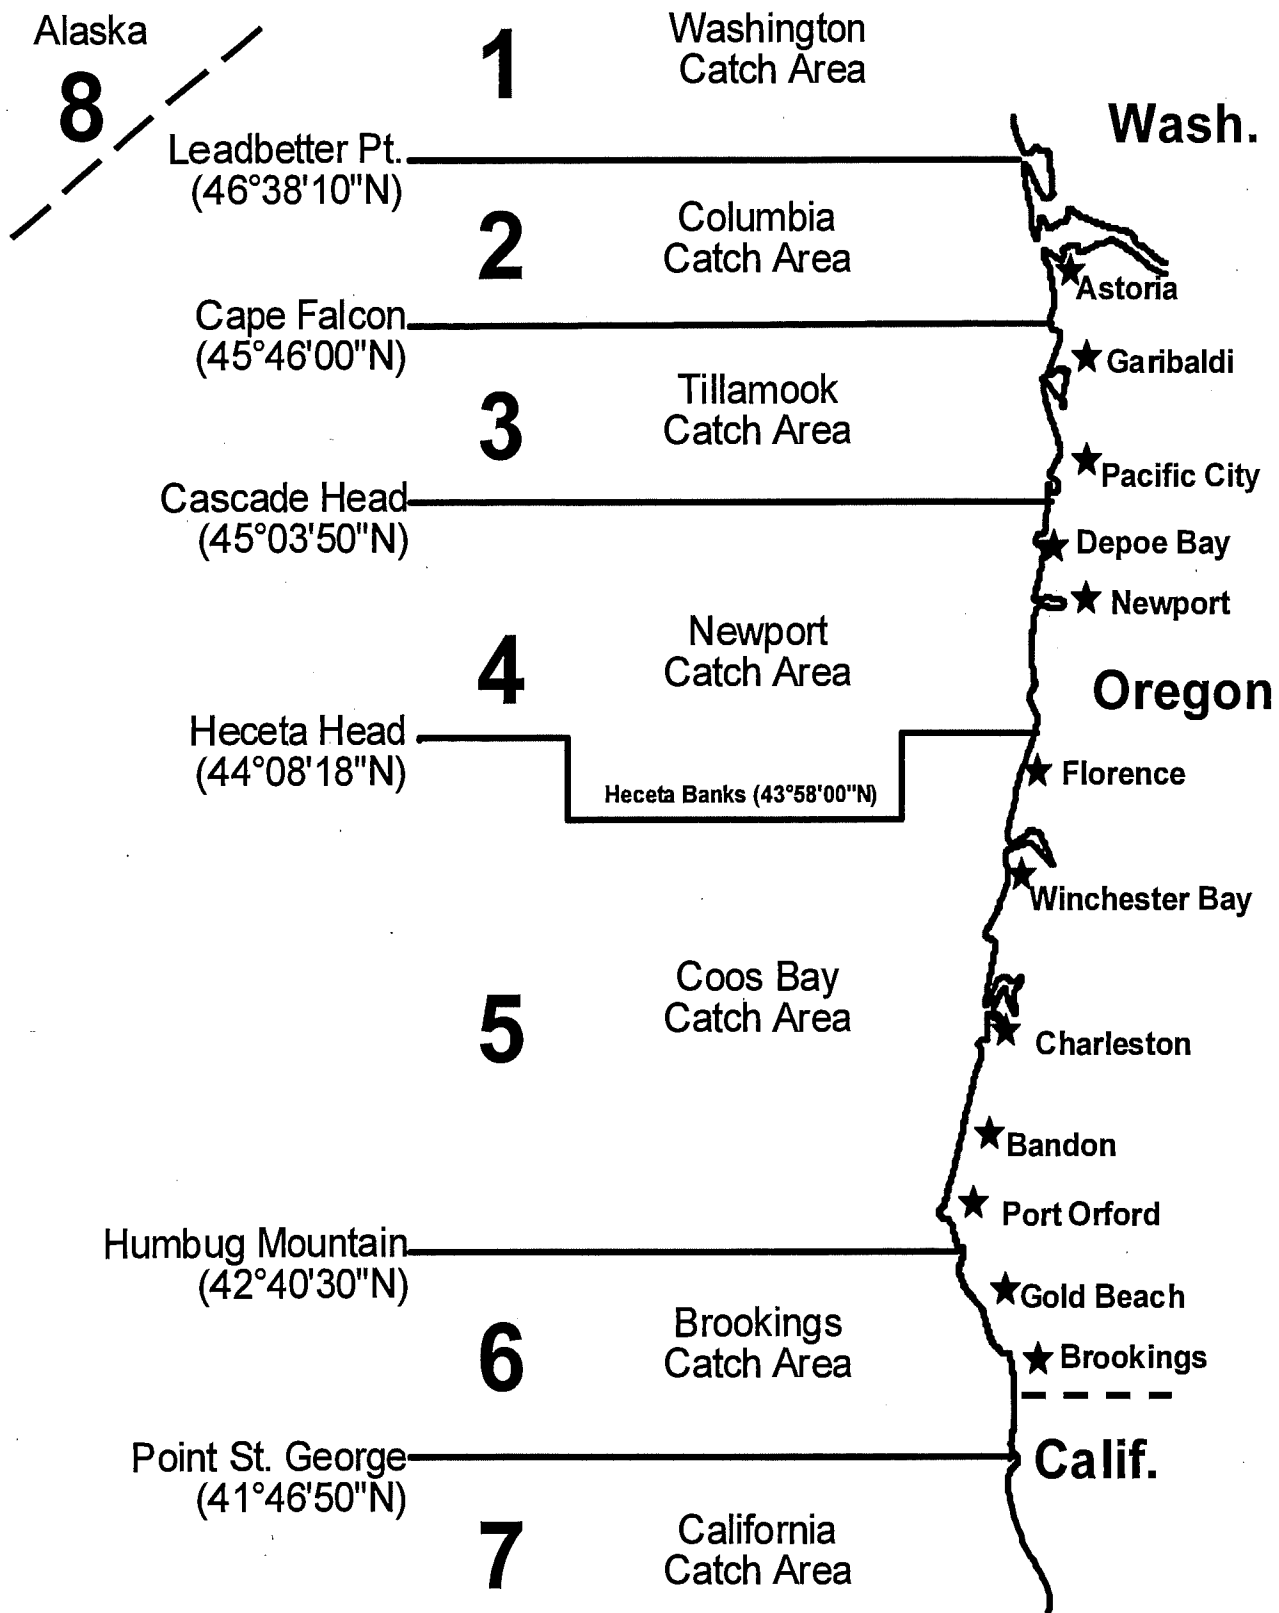 Alaska
8
1
Washington
Catch Area
Wash.
Leadbetter Pt.
(46°38'10"N)
2
Columbia
Catch Area
Astoria
Cape Falcon
(45°46'00"N)
Garibaldi
3
Tillamook
Catch Area
Pacific City
Cascade Head
(45°03'50"N)
Depoe Bay
Newport
4
Newport
Catch Area
Oregon
Heceta Head
(44°08'18"N)
Heceta Banks (43°58'00"N)
Florence
Winchester Bay
5
Coos Bay
Catch Area
Charleston
Bandon
Port Orford
Humbug Mountain
(42°40'30"N)
Gold Beach
6
Brookings
Catch Area
Brookings
Point St. George
(41°46'50"N)
Calif.
7
California
Catch Area